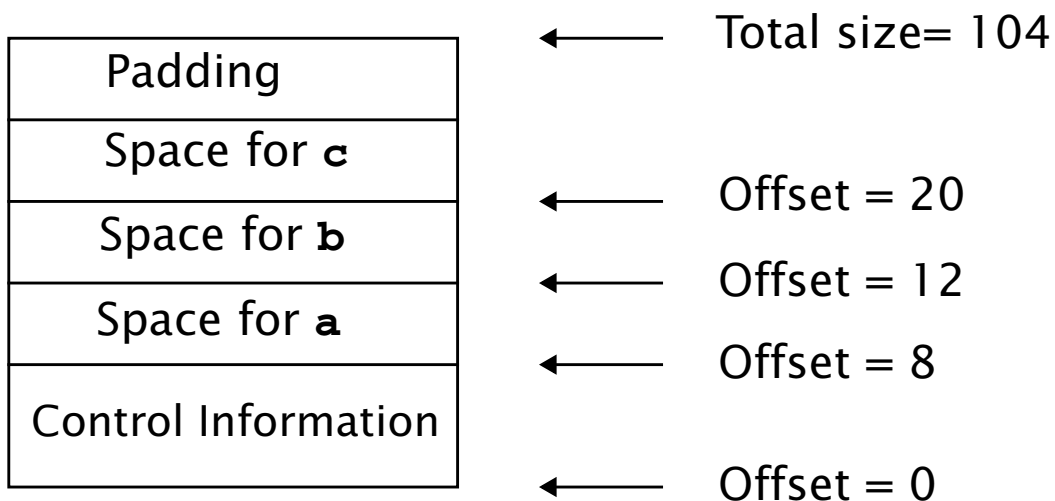 Total size= 104
Padding
Space for c
Offset = 20
Space for b
Offset = 12
Space for a
Offset = 8
Control Information
Offset = 0